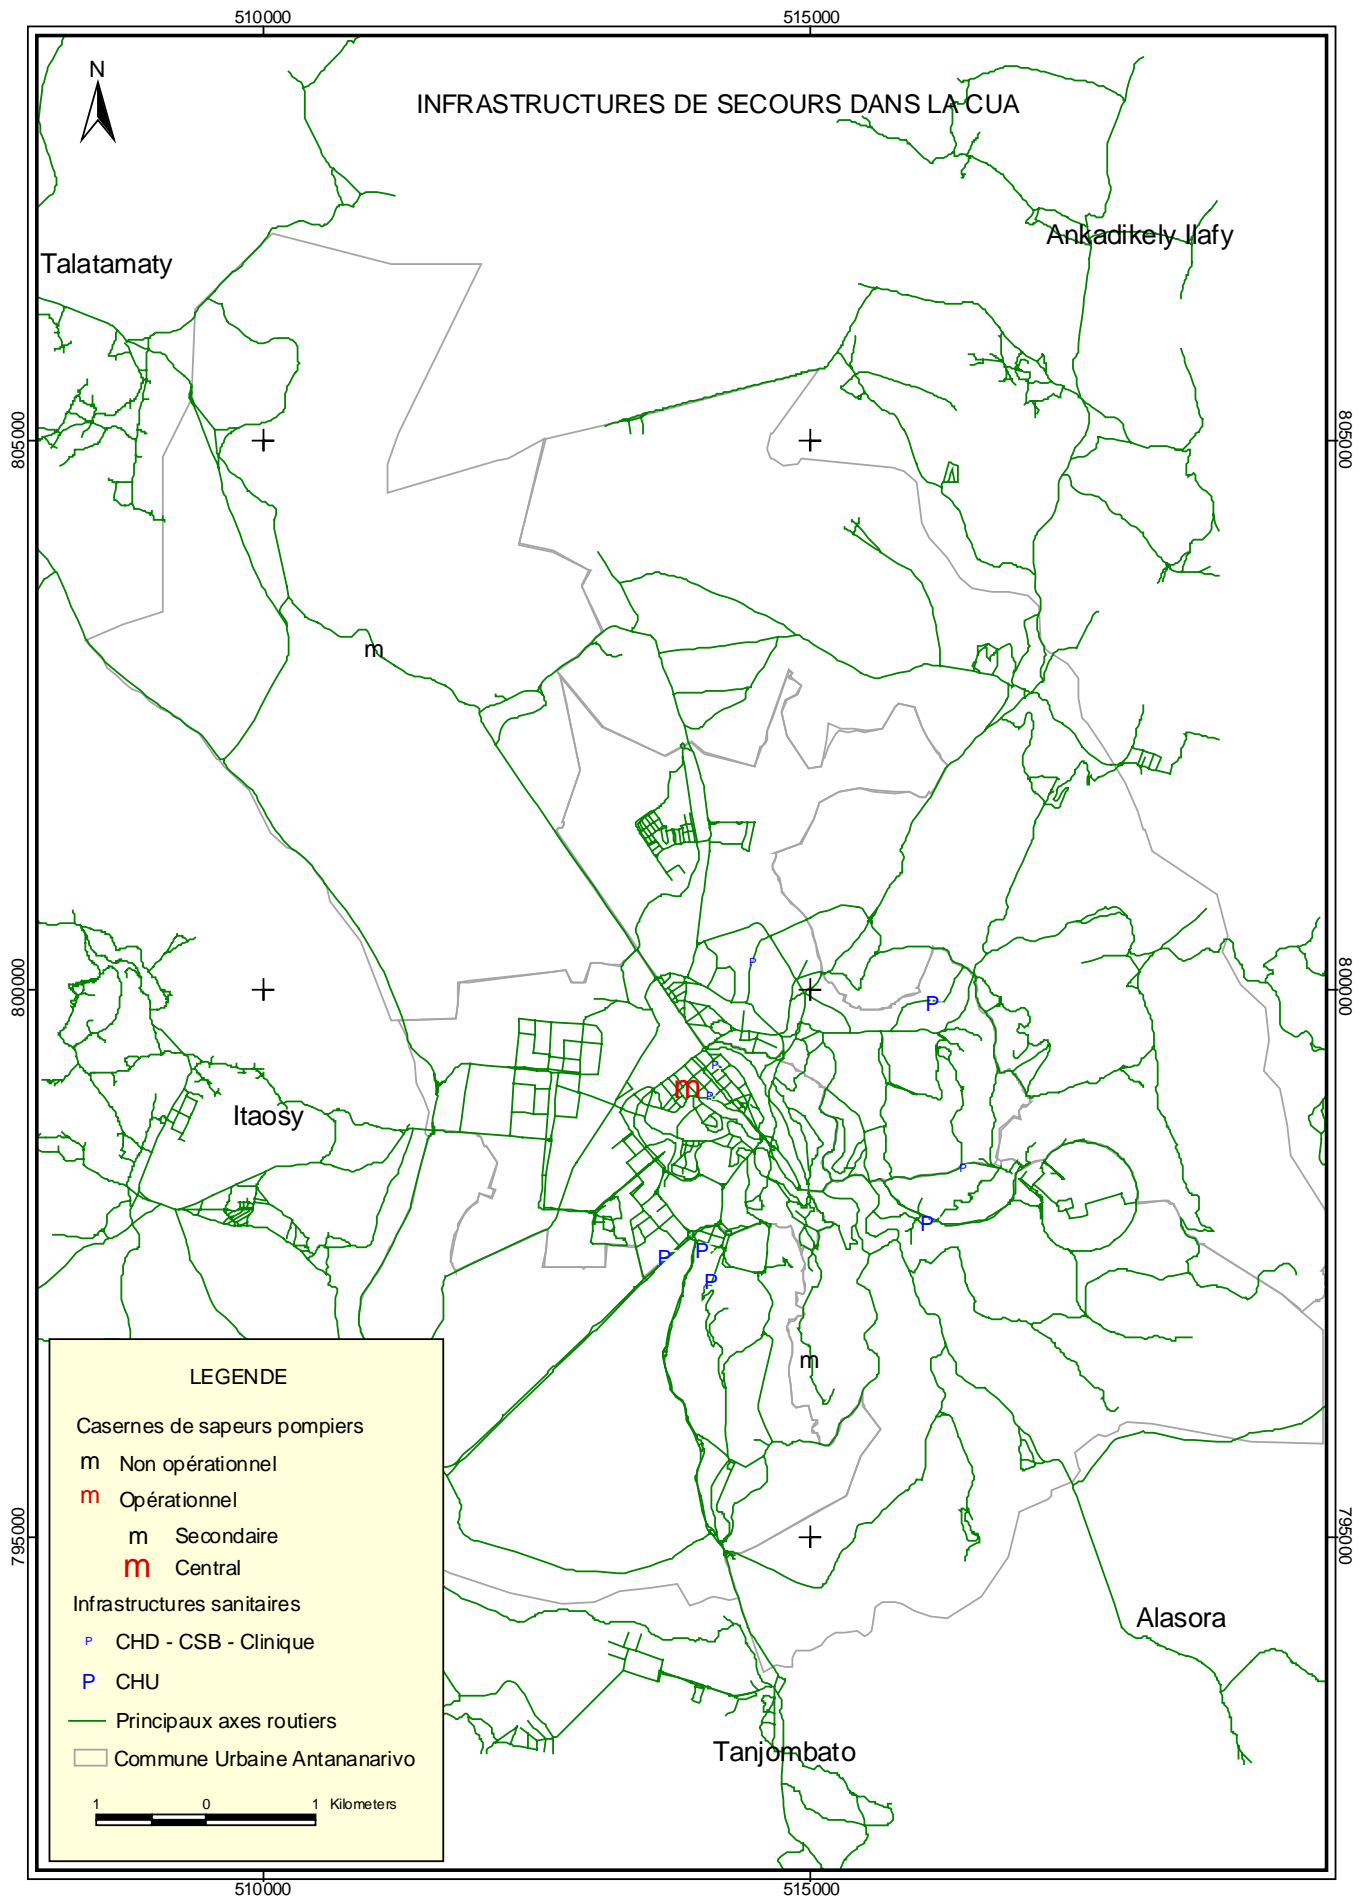 510000
515000
N
INFRASTRUCTURES DE SECOURS DANS LA CUA
Ankadikely Ilafy
Talatamaty
805000
805000
m
P
800000
800000
P
P
m
P
Itaosy
P
P
P
P
P
m
LEGENDE
Casernes de sapeurs pompiers
m Non opérationnel
m Opérationnel
m Secondaire
m Central
Infrastructures sanitaires
P CHD - CSB - Clinique
P CHU
Principaux axes routiers
Commune Urbaine Antananarivo
1 0 1 Kilometers
795000
795000
Alasora
Tanjombato
510000
515000